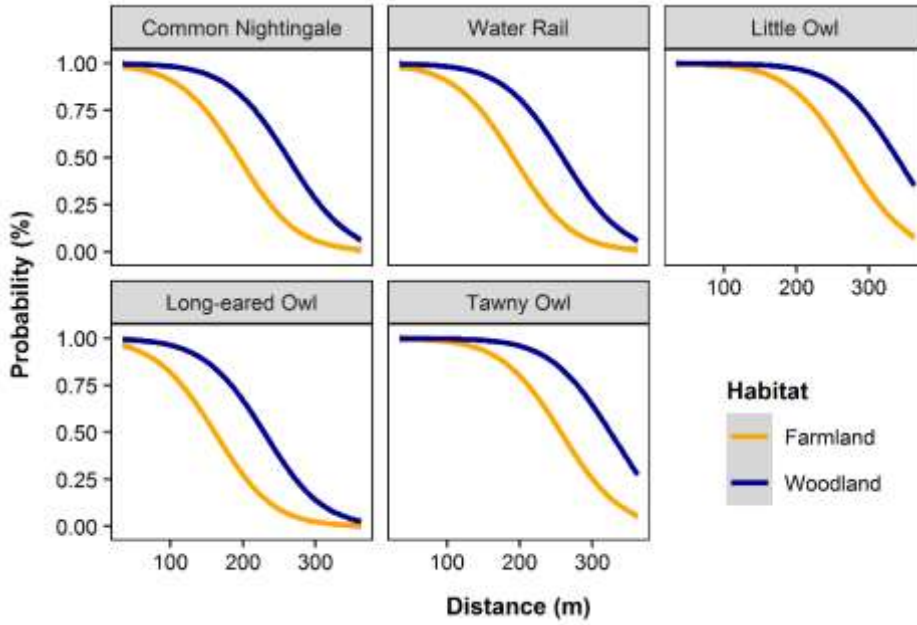 Common Nightingale
Water Rail
Little Owl
1.00
0.75
0.50
0.25
0.00
100
200
300
Long-eared Owl
Tawny Owl
1.00
0.75
0.50
0.25
0.00
100
200
300
100
200
300
Probability (%)
Distance (m)
Habitat
Farmland
Woodland